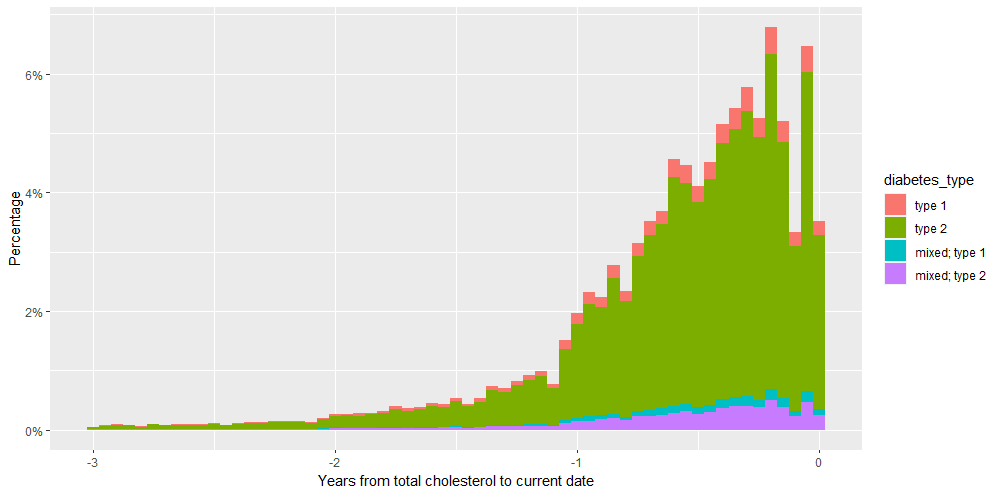 6%
4%
2%
0%
-3
-2
-1
0
Percentage
Years from total cholesterol to current date
diabetes_type
type 1
type 2
mixed; type 1
mixed; type 2